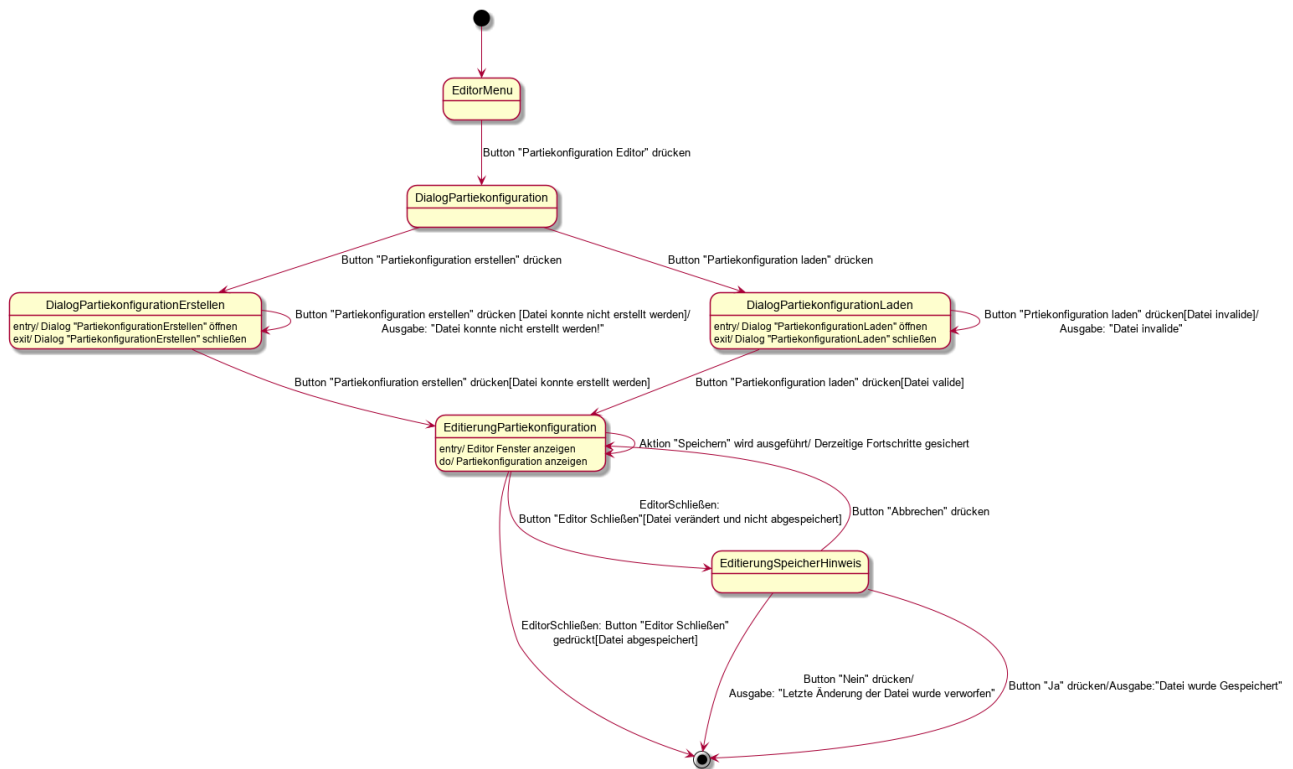 EditorMenu
Button "Partiekonfiguration Editor" drücken
DialogPartiekonfiguration
Button "Partiekonfiguration erstellen" drücken
Button "Partiekonfiguration laden" drücken
DialogPartiekonfigurationErstellen
entry/ Dialog "PartiekonfigurationErstellen" öffnen
exit/ Dialog "PartiekonfigurationErstellen" schließen
Button "Partiekonfiguration erstellen" drücken [Datei konnte nicht erstellt werden]/
Ausgabe: "Datei konnte nicht erstellt werden!"
DialogPartiekonfigurationLaden
entry/ Dialog "PartiekonfigurationLaden" öffnen
exit/ Dialog "PartiekonfigurationLaden" schließen
Button "Prtiekonfiguration laden" drücken[Datei invalide]/
Ausgabe: "Datei invalide"
Button "Partiekonfiuration erstellen" drücken[Datei konnte erstellt werden]
Button "Partiekonfiguration laden" drücken[Datei valide]
EditierungPartiekonfiguration
entry/ Editor Fenster anzeigen
do/ Partiekonfiguration anzeigen
Aktion "Speichern" wird ausgeführt/ Derzeitige Fortschritte gesichert
EditorSchließen:
Button "Editor Schließen"[Datei verändert und nicht abgespeichert]
Button "Abbrechen" drücken
EditierungSpeicherHinweis
EditorSchließen: Button "Editor Schließen"
gedrückt[Datei abgespeichert]
Button "Nein" drücken/
Ausgabe: "Letzte Änderung der Datei wurde verworfen"
Button "Ja" drücken/Ausgabe:"Datei wurde Gespeichert"